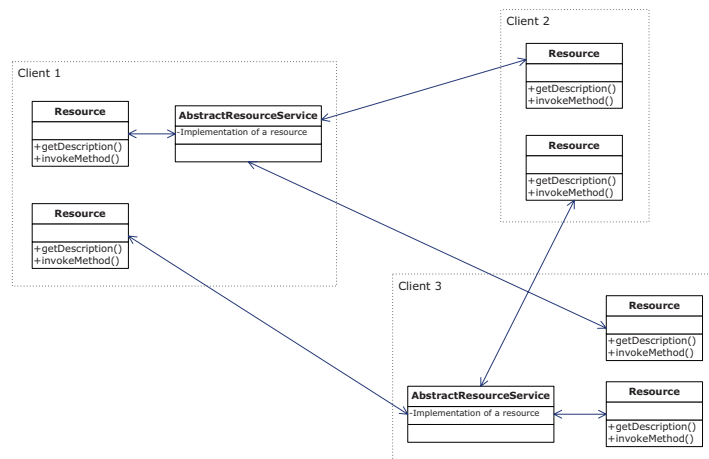 Client 1
Resource
+getDescription()
+invokeMethod()
AbstractResourceService
-Implementation of a resource
Resource
+getDescription()
+invokeMethod()
Client 2
Resource
+getDescription()
+invokeMethod()
Resource
+getDescription()
+invokeMethod()
Client 3
Resource
+getDescription()
+invokeMethod()
AbstractResourceService
-Implementation of a resource
Resource
+getDescription()
+invokeMethod()